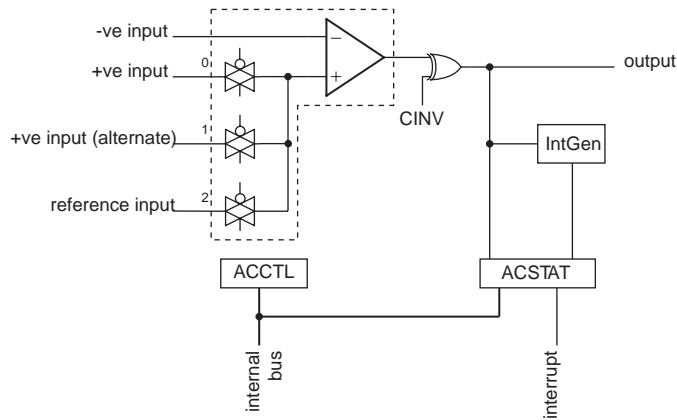 -ve input
+ve input
0
+ve input (alternate)
1
reference input
2
−
+
CINV
output
IntGen
ACCTL
ACSTAT
internal
bus
interrupt